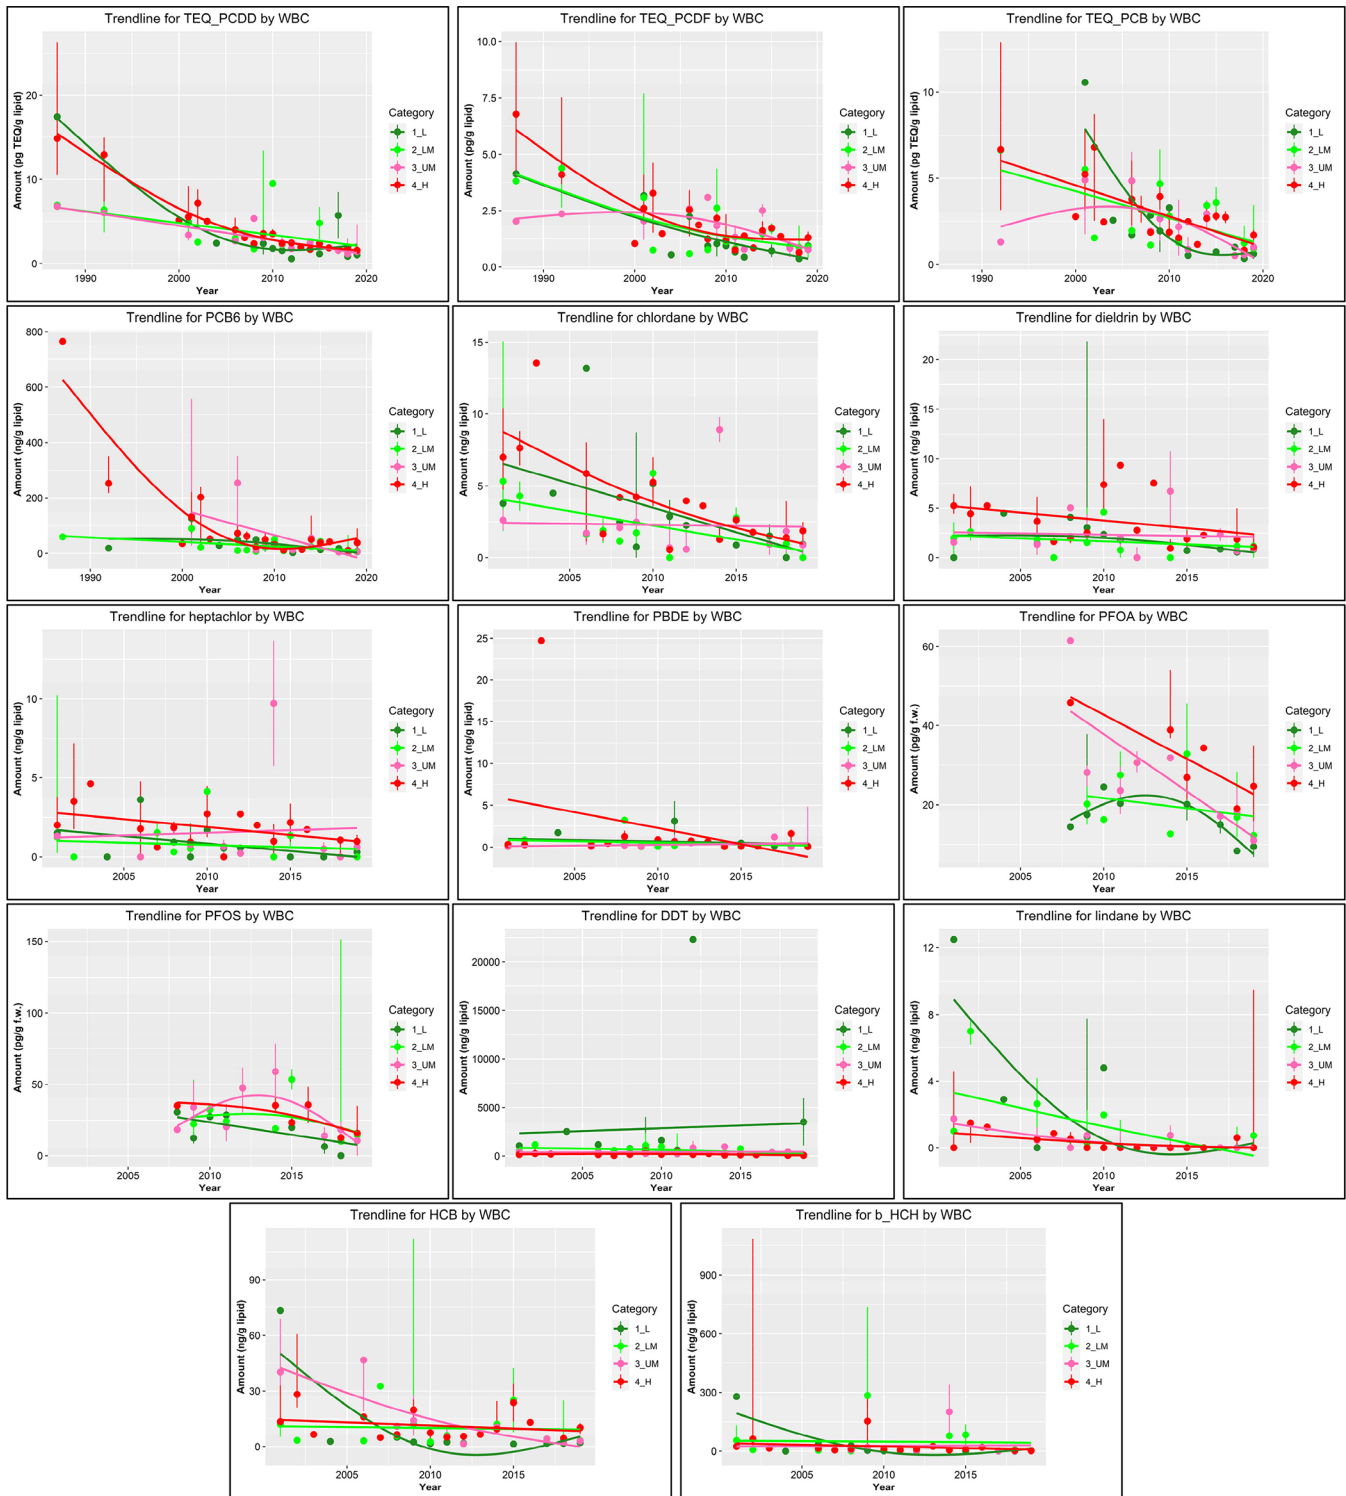 Trendline for TEQ_PCDD by WBC
Amount (pg TEQ/g lipid)
20
10
0
1990
2000
2010
2020
Year
Category
1_L
2_LM
3_UM
4_H
Trendline for TEQ_PCDF by WBC
Amount (pg/g lipid)
10.0
7.5
5.0
2.5
0.0
1990
2000
2010
2020
Year
Category
1_L
2_LM
3_UM
4_H
Trendline for TEQ_PCB by WBC
Amount (pg TEQ/g lipid)
10
5
0
1990
2000
2010
2020
Year
Category
1_L
2_LM
3_UM
4_H
Trendline for PCB6 by WBC
Amount (ng/g lipid)
800
600
400
200
0
1990
2000
2010
2020
Year
Category
1_L
2_LM
3_UM
4_H
Trendline for chlordane by WBC
Amount (ng/g lipid)
15
10
5
0
2005
2010
2015
Year
Category
1_L
2_LM
3_UM
4_H
Trendline for dieldrin by WBC
Amount (ng/g lipid)
20
15
10
5
0
2005
2010
2015
Year
Category
1_L
2_LM
3_UM
4_H
Trendline for heptachlor by WBC
Amount (ng/g lipid)
10
5
0
2005
2010
2015
Year
Category
1_L
2_LM
3_UM
4_H
Trendline for PBDE by WBC
Amount (ng/g lipid)
25
20
15
10
5
0
2005
2010
2015
Year
Category
1_L
2_LM
3_UM
4_H
Trendline for PFOA by WBC
Amount (pg/g f.w.)
60
40
20
2005
2010
2015
Year
Category
1_L
2_LM
3_UM
4_H
Trendline for PFOS by WBC
Amount (pg/g f.w.)
150
100
50
0
2005
2010
2015
Year
Category
1_L
2_LM
3_UM
4_H
Trendline for DDT by WBC
Amount (ng/g lipid)
20000
15000
10000
5000
0
2005
2010
2015
Year
Category
1_L
2_LM
3_UM
4_H
Trendline for lindane by WBC
Amount (ng/g lipid)
12
8
4
0
2005
2010
2015
Year
Category
1_L
2_LM
3_UM
4_H
Trendline for HCB by WBC
Amount (ng/g lipid)
90
60
30
0
2005
2010
2015
Year
Category
1_L
2_LM
3_UM
4_H
Trendline for b_HCH by WBC
Amount (ng/g lipid)
900
600
300
0
2005
2010
2015
Year
Category
1_L
2_LM
3_UM
4_H